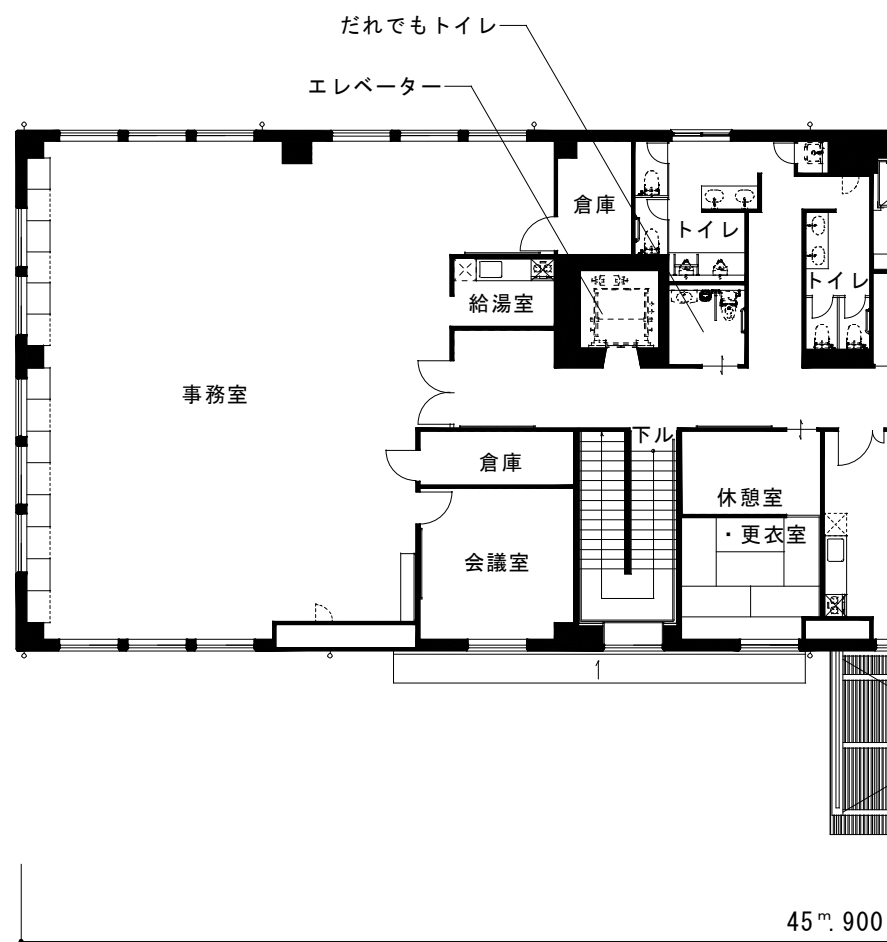 だれでもトイレ
エレベーター
倉庫
トイレ
トイレ
給湯室
事務室
下ル
倉庫
休憩室
・更衣室
会議室
45m.900